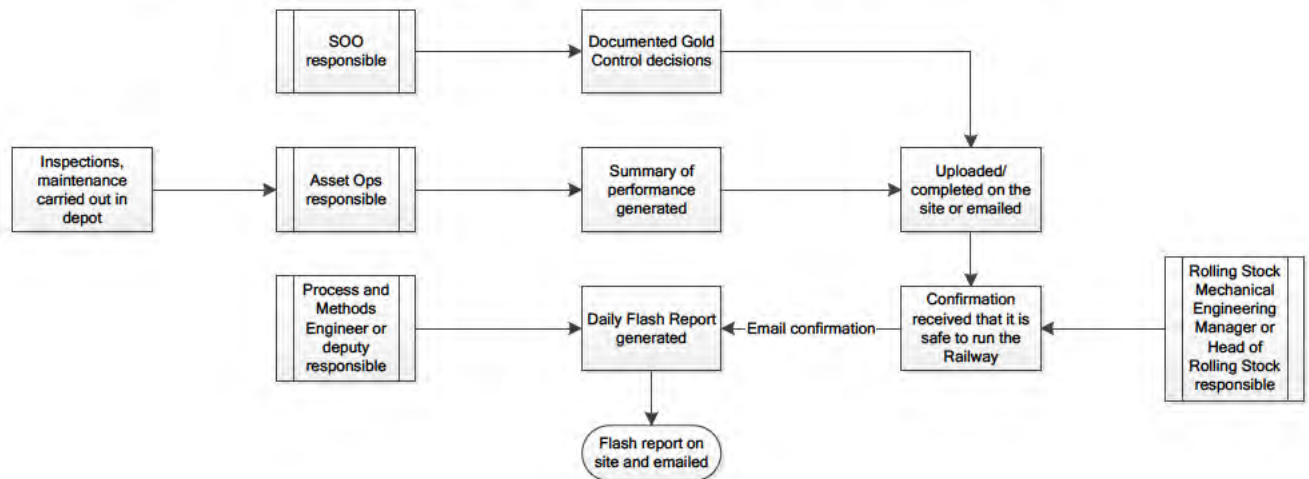 SOO
responsible
Documented Gold
Control decisions
Inspections,
maintenance
carried out in
depot
Asset Ops
responsible
Summary of
performance
generated
Uploaded/
completed on the
site or emailed
Process and
Methods
Engineer or
deputy
responsible
Daily Flash Report
generated
Email confirmation
Confirmation
received that it is
safe to run the
Railway
Rolling Stock
Mechanical
Engineering
Manager or
Head of
Rolling Stock
responsible
Flash report on
site and emailed